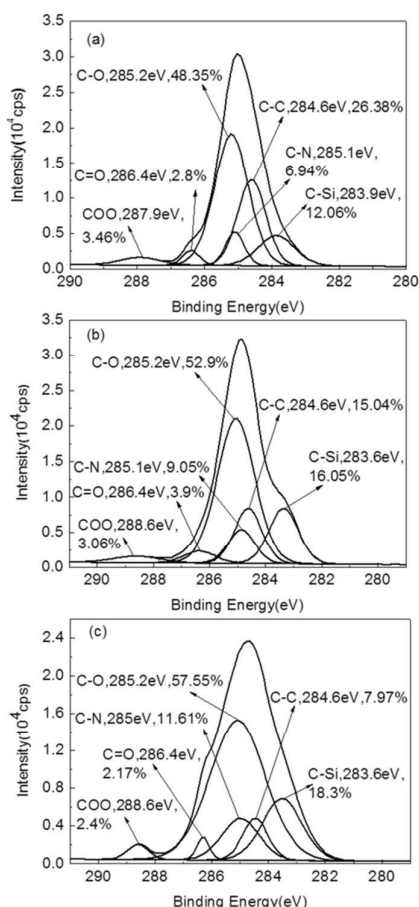 (a)
C-O,285.2eV,48.35%
C-C,284.6eV,26.38%
C-N,285.1eV,
6.94%
C=O,286.4eV,2.8%
C-Si,283.9eV,
12.06%
COO,287.9eV,
3.46%
Intensity(10⁴cps)
3.5
3.0
2.5
2.0
1.5
1.0
0.5
0.0
290 288 286 284 282 280
Binding Energy(eV)
(b)
C-O,285.2eV,52.9%
C-C,284.6eV,15.04%
C-N,285.1eV,9.05%
C-Si,283.6eV,
16.05%
C=O,286.4eV,3.9%
COO,288.6eV,
3.06%
Intensity(10⁴cps)
3.5
3.0
2.5
2.0
1.5
1.0
0.5
0.0
290 288 286 284 282 280
Binding Energy(eV)
(c)
C-O,285.2eV,57.55%
C-C,284.6eV,7.97%
C-N,285eV,11.61%
C=O,286.4eV,
2.17%
C-Si,283.6eV,
18.3%
COO,288.6eV,
2.4%
Intensity(10⁴cps)
2.4
2.0
1.6
1.2
0.8
0.4
0.0
290 288 286 284 282 280
Binding Energy(eV)